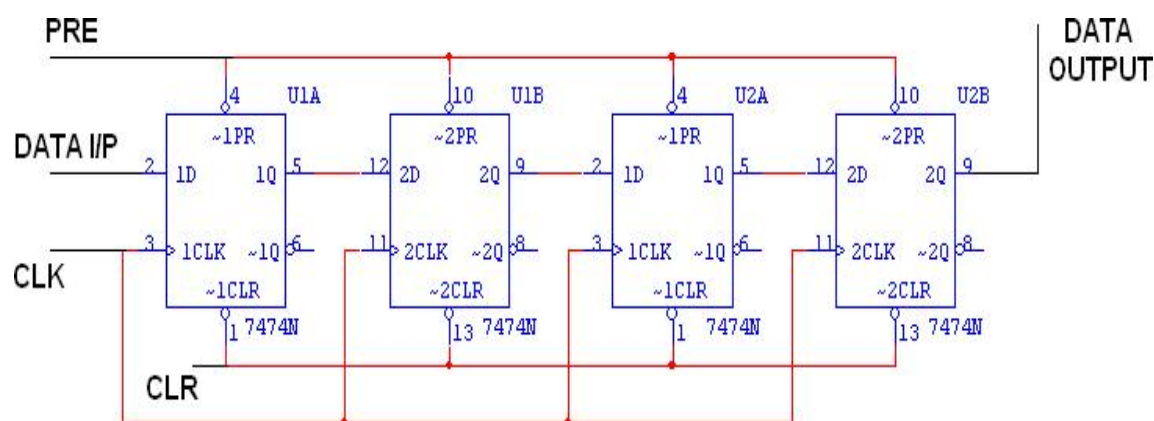 PRE
DATA
OUTPUT
4 U1A 10 U1B 4 U2A 10 U2B
~1PR ~2PR ~1PR ~2PR
DATA I/P
2 1D 1Q 5 12 2D 2Q 9 2 1D 1Q 5 12 2D 2Q 9
3 1CLK ~1Q 6 11 2CLK ~2Q 8 3 1CLK ~1Q 6 11 2CLK ~2Q 8
CLK
~1CLR ~2CLR ~1CLR ~2CLR
1 7474N 13 7474N 1 7474N 13 7474N
CLR